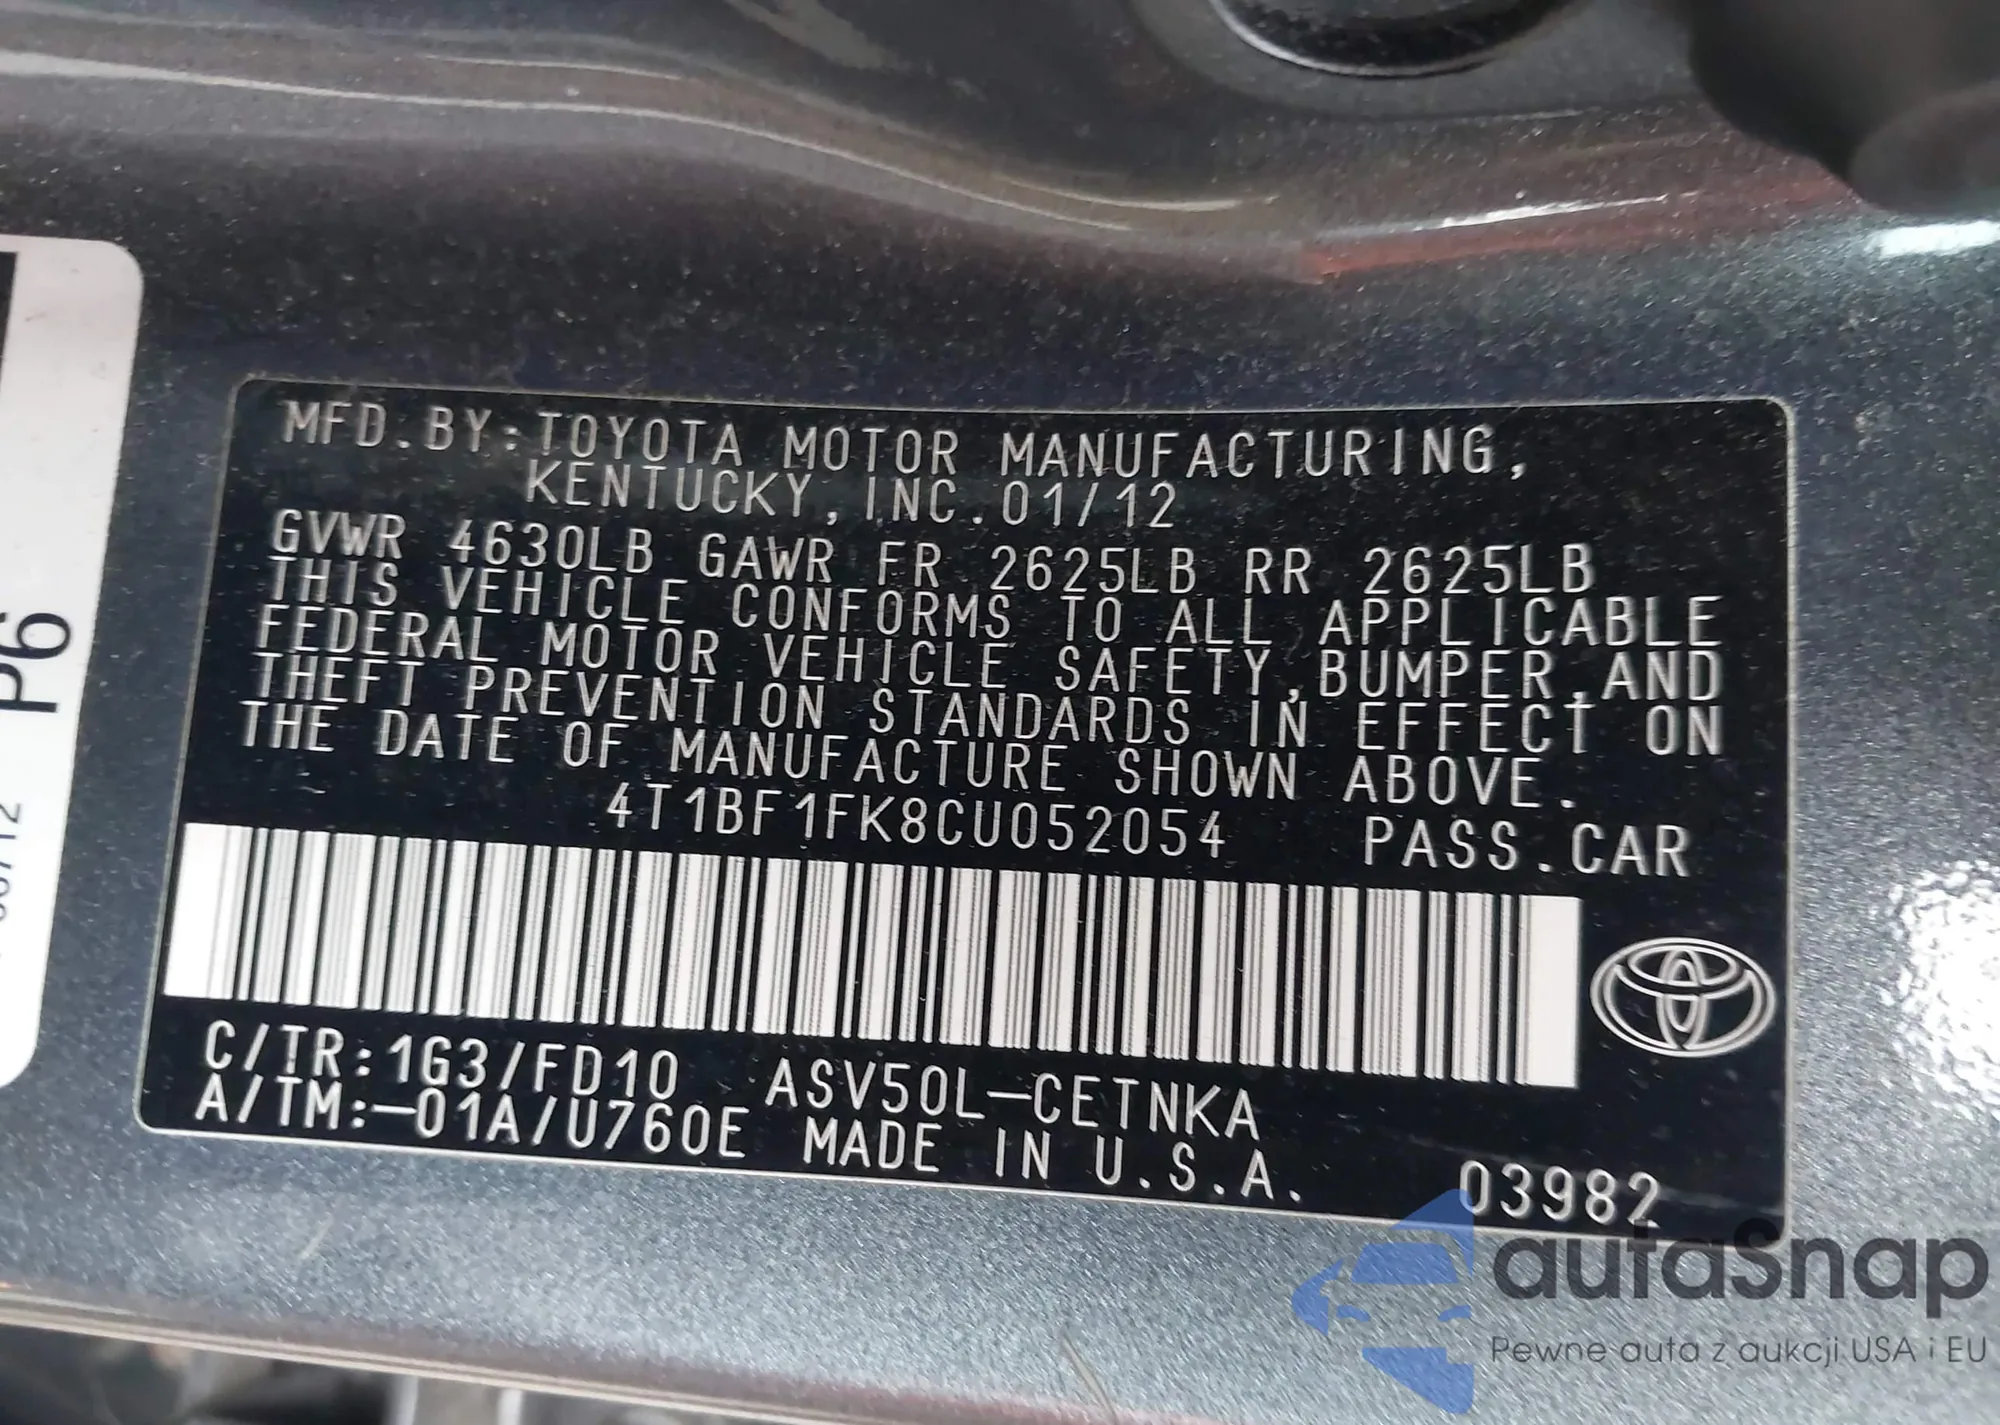 MFD.BY:TOYOTA MOTOR MANUFACTURING,
KENTUCKY, INC.01/12
GVWR 4630LB GAWR FR 2625LB RR 2625LB
THIS VEHICLE CONFORMS TO ALL APPLICABLE
FEDERAL MOTOR VEHICLE SAFETY,BUMPER,AND
THEFT PREVENTION STANDARDS IN EFFECT ON
THE DATE OF MANUFACTURE SHOWN ABOVE.
4T1BF1FK8CU052054 PASS.CAR
C/TR:1G3/FD10 ASV50L-CETNKA
A/TM:-01A/U760E MADE IN U.S.A. 03982
P6
autasnap
Pewne auta z aukcji USA i EU